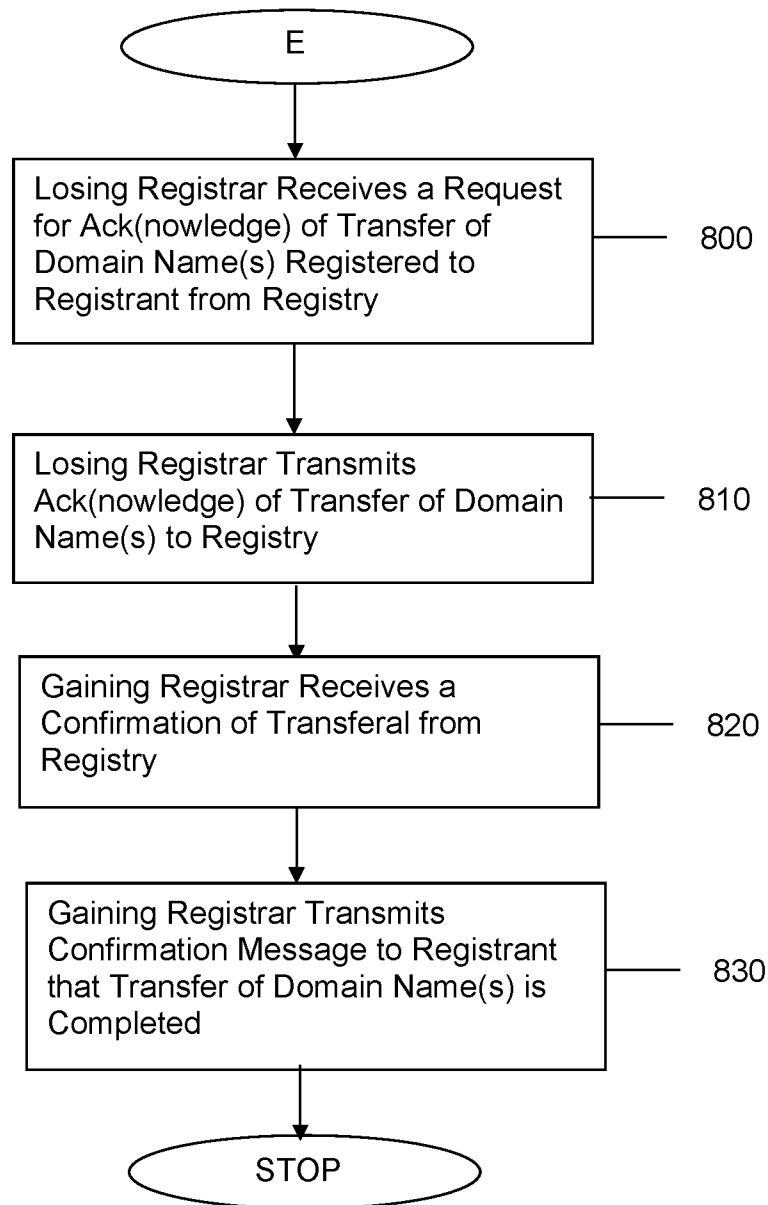 E
Losing Registrar Receives a Request
for Ack(nowledge) of Transfer of
Domain Name(s) Registered to
Registrant from Registry
800
Losing Registrar Transmits
Ack(nowledge) of Transfer of Domain
Name(s) to Registry
810
Gaining Registrar Receives a
Confirmation of Transferal from
Registry
820
Gaining Registrar Transmits
Confirmation Message to Registrant
that Transfer of Domain Name(s) is
Completed
830
STOP